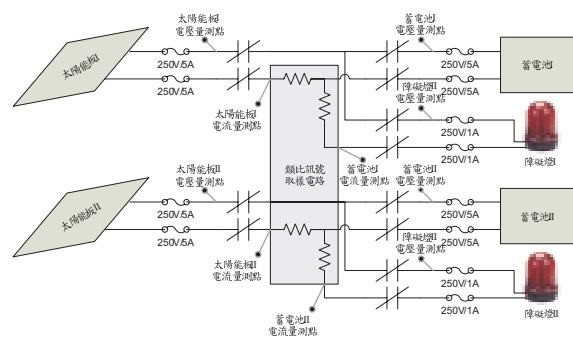 太陽能板I
電壓量測點
蓄電池I
電壓量測點
太陽能板I
250V/5A
250V/5A
蓄電池I
250V/5A
250V/5A
障礙燈II
電壓量測點
太陽能板I
電流量測點
250V/1A
250V/1A
障礙燈I
類比訊號
取樣電路
太陽能板II
電壓量測點
蓄電池I
電流量測點
蓄電池II
電壓量測點
太陽能板II
250V/5A
250V/5A
蓄電池II
250V/5A
250V/5A
障礙燈II
電壓量測點
太陽能板II
電流量測點
250V/1A
250V/1A
障礙燈II
蓄電池II
電流量測點